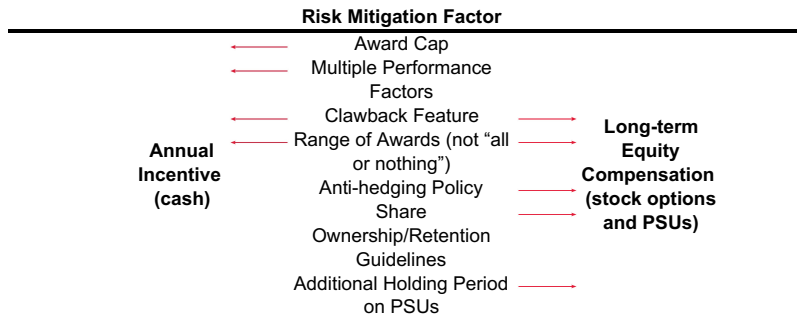 Risk Mitigation Factor
Award Cap
Multiple Performance
Factors
Clawback Feature
Range of Awards (not “all
or nothing”)
Anti-hedging Policy
Share
Ownership/Retention
Guidelines
Additional Holding Period
on PSUs
Annual
Incentive
(cash)
Long-term
Equity
Compensation
(stock options
and PSUs)